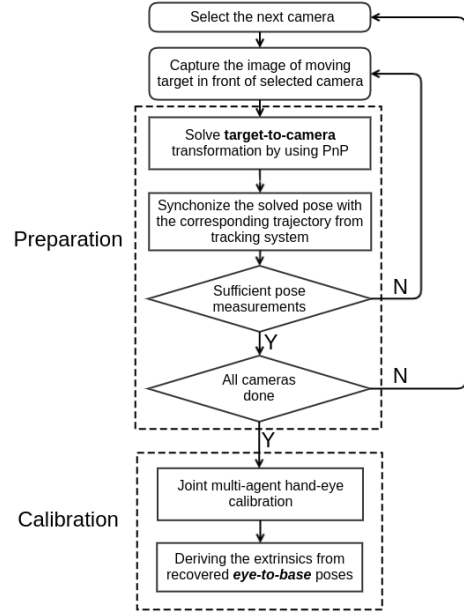 Select the next camera
Capture the image of moving
target in front of selected camera
Solve target-to-camera
transformation by using PnP
Synchonize the solved pose with
the corresponding trajectory from
tracking system
Preparation
Sufficient pose
measurements
N
Y
All cameras
done
N
Y
Joint multi-agent hand-eye
calibration
Calibration
Deriving the extrinsics from
recovered eye-to-base poses